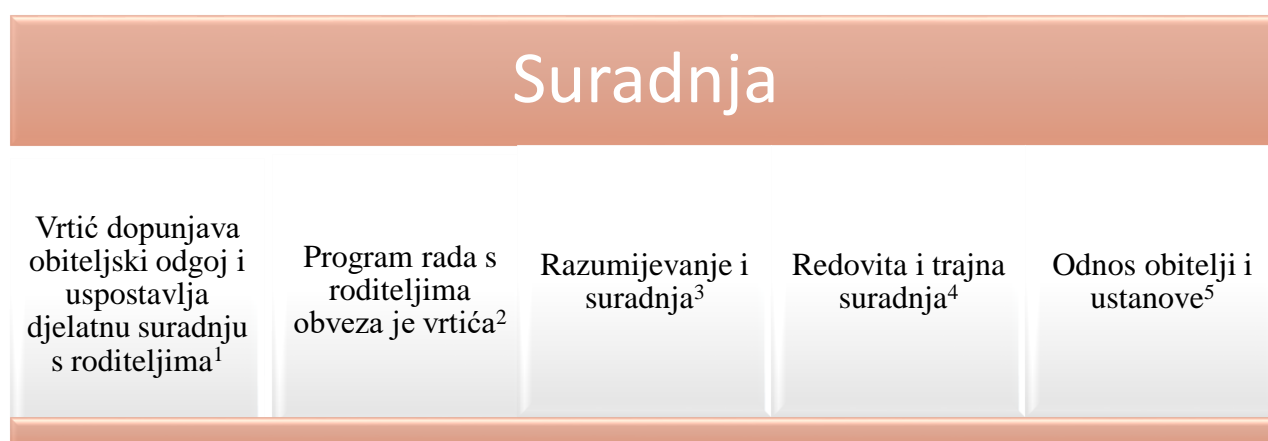 Suradnja
Vrtić dopunjava
obiteljski odgoj i
uspostavlja
djelatnu suradnju
s roditeljima¹
Program rada s
roditeljima
obveza je vrtića²
Razumijevanje i
suradnja³
Redovita i trajna
suradnja⁴
Odnos obitelji i
ustanove⁵